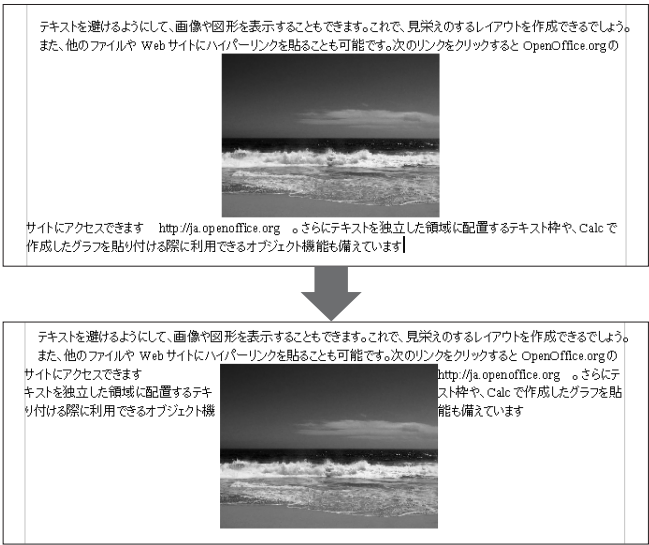 テキストを避けるようにして、画像や図形を表示することもできます。これで、見栄えのするレイアウトを作成できるでしょう。
また、他のファイルや Web サイトにハイパーリンクを貼ることも可能です。次のリンクをクリックすると OpenOffice.orgの
サイトにアクセスできます　http://ja.openoffice.org　。さらにテキストを独立した領域に配置するテキスト枠や、Calc で
作成したグラフを貼り付ける際に利用できるオブジェクト機能も備えています
テキストを避けるようにして、画像や図形を表示することもできます。これで、見栄えのするレイアウトを作成できるでしょう。
また、他のファイルや Web サイトにハイパーリンクを貼ることも可能です。次のリンクをクリックすると OpenOffice.orgの
サイトにアクセスできます　http://ja.openoffice.org　。さらにテ
キストを独立した領域に配置するテキ スト枠や、Calc で作成したグラフを貼
り付ける際に利用できるオブジェクト機 能も備えています